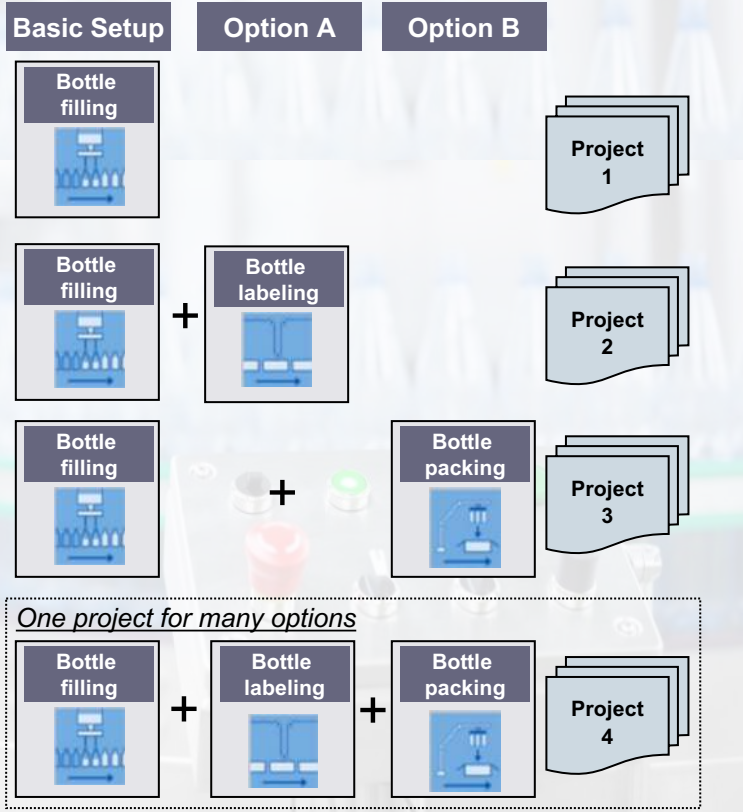 Basic Setup
Option A
Option B
Bottle
filling
Project
1
Bottle
filling
+
Bottle
labeling
Project
2
Bottle
filling
+
Bottle
packing
Project
3
One project for many options
Bottle
filling
+
Bottle
labeling
+
Bottle
packing
Project
4